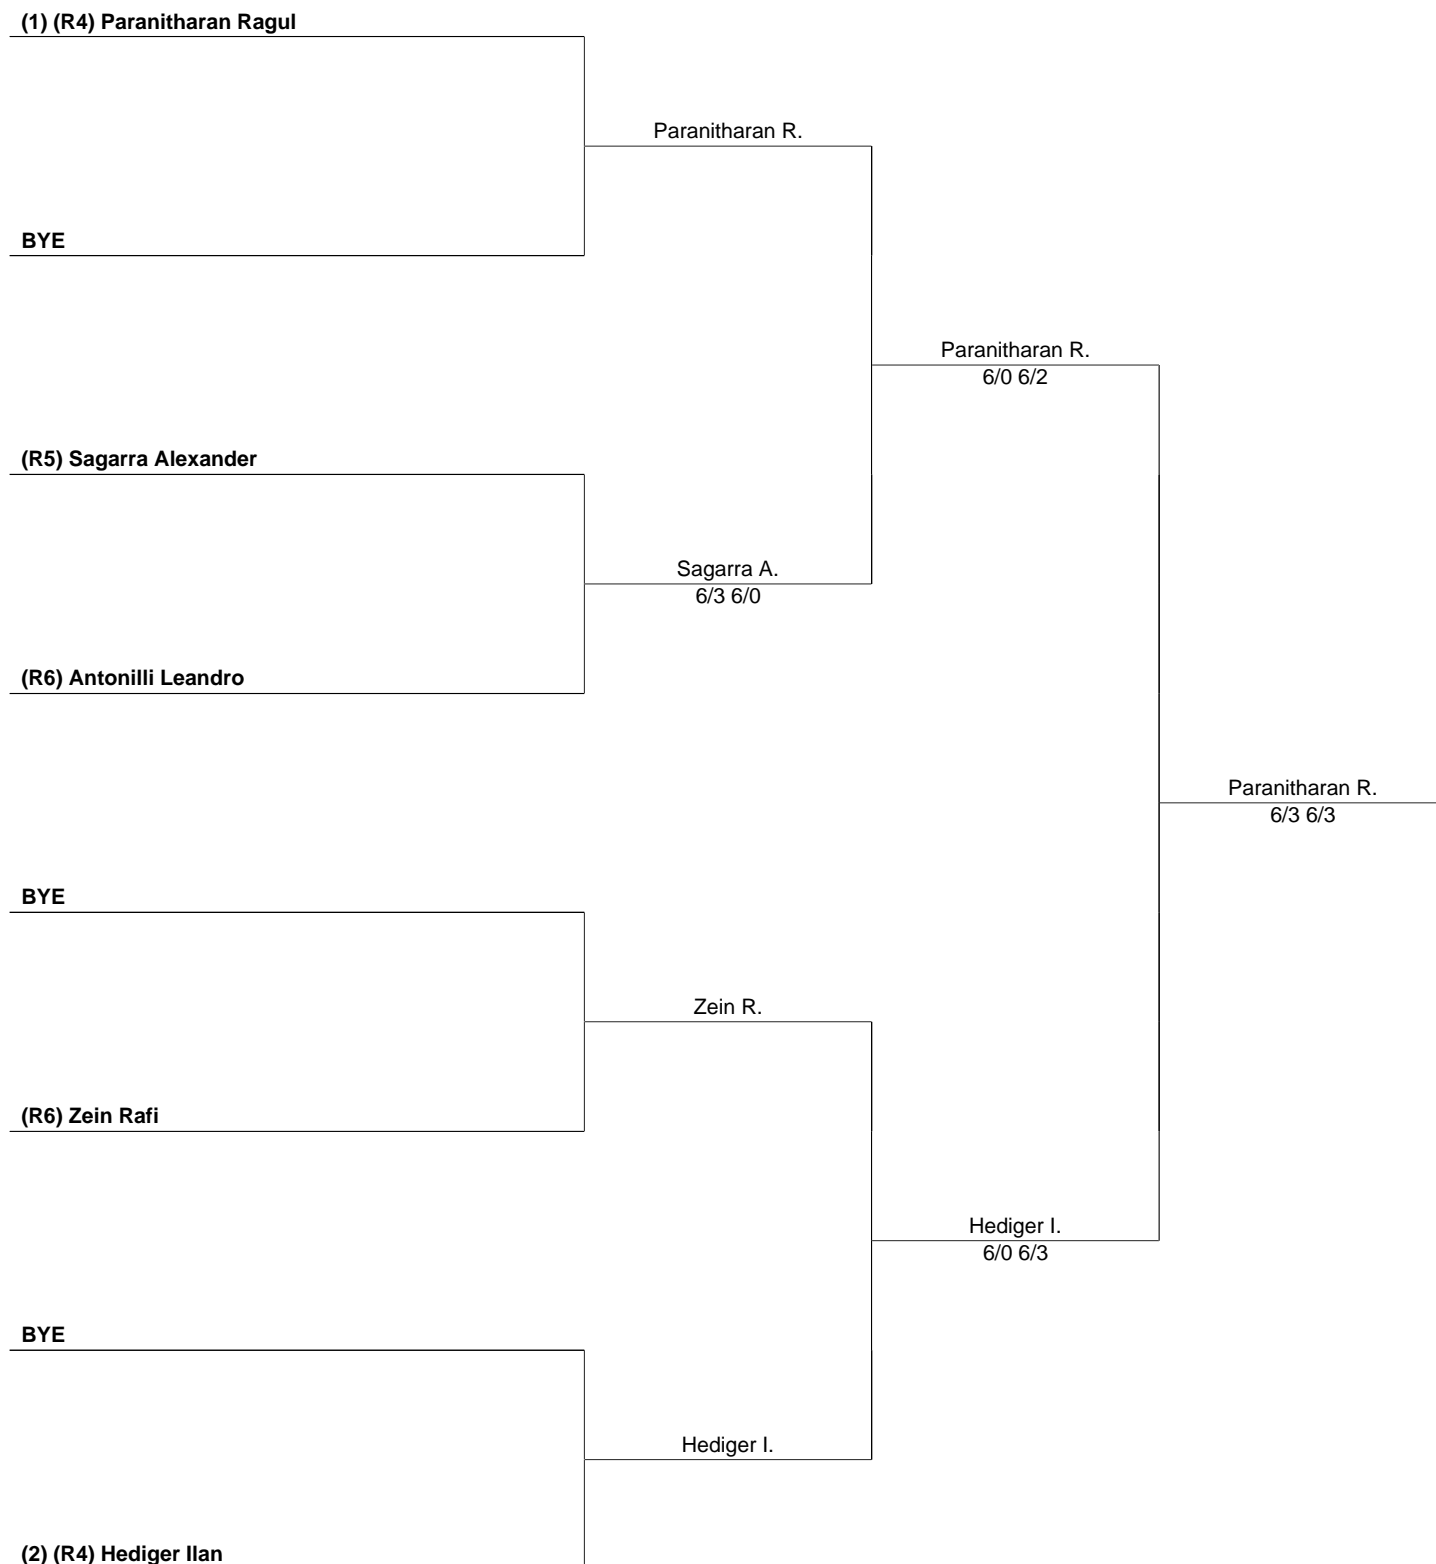 (1) (R4) Paranitharan Ragul
Paranitharan R.
BYE
Paranitharan R.
6/0 6/2
(R5) Sagarra Alexander
Sagarra A.
6/3 6/0
(R6) Antonilli Leandro
Paranitharan R.
6/3 6/3
BYE
Zein R.
(R6) Zein Rafi
Hediger I.
6/0 6/3
BYE
Hediger I.
(2) (R4) Hediger Ilan